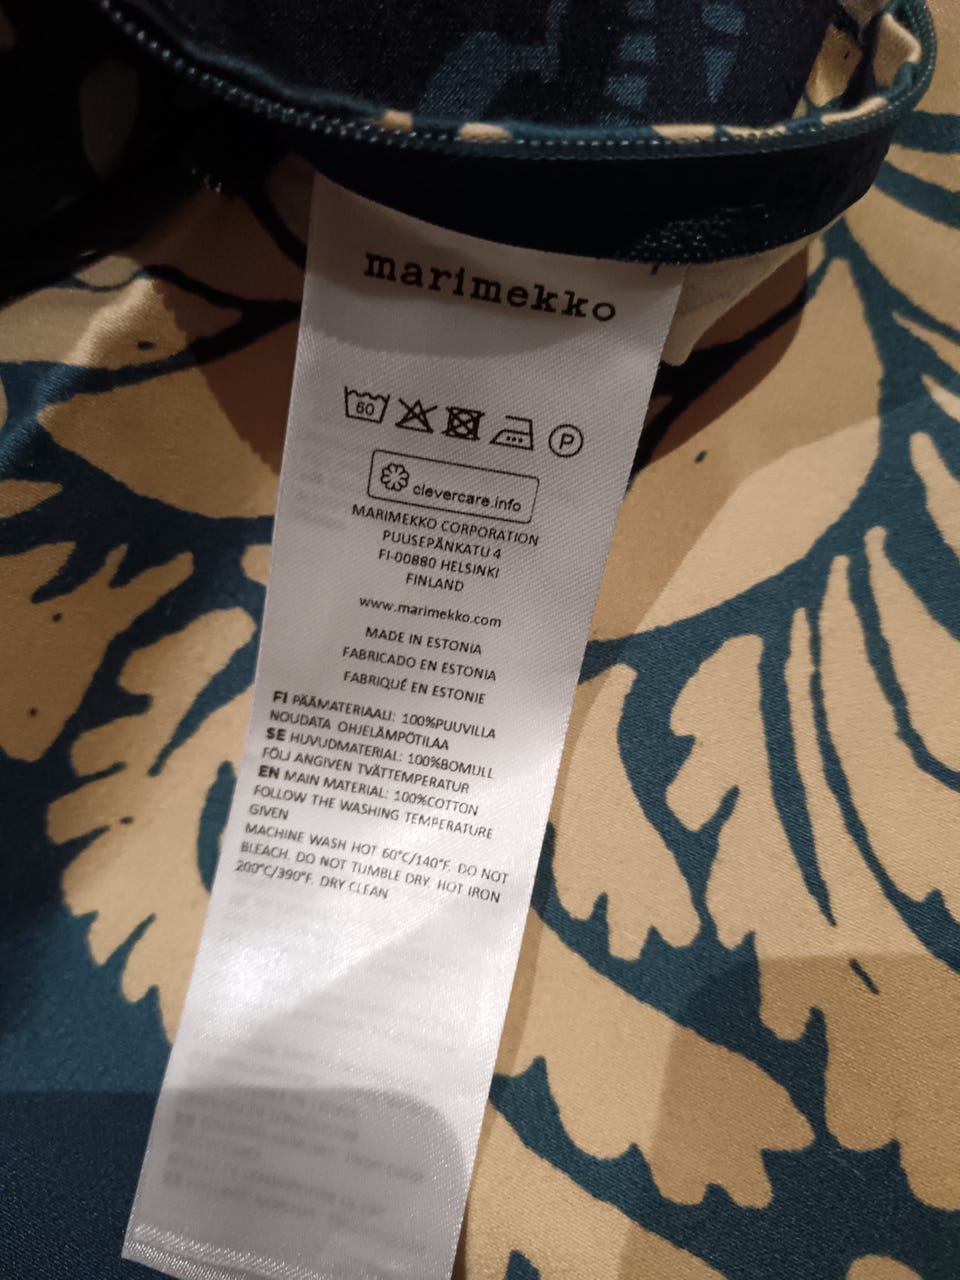 marimekko
60 P
clevercare.info
MARIMEKKO CORPORATION
PUUSEPÄNKATU 4
FI-00880 HELSINKI
FINLAND
www.marimekko.com
MADE IN ESTONIA
FABRICADO EN ESTONIA
FABRIQUÉ EN ESTONIE
FI PÄÄMATERIAALI: 100%PUUVILLA
NOUDATA OHJELÄMPÖTILAA
SE HUVUDMATERIAL: 100%BOMULL
FÖLJ ANGIVEN TVÄTTEMPERATUR
EN MAIN MATERIAL: 100%COTTON
FOLLOW THE WASHING TEMPERATURE
GIVEN
MACHINE WASH HOT 60°C/140°F. DO NOT
BLEACH. DO NOT TUMBLE DRY. HOT IRON
200°C/390°F. DRY CLEAN